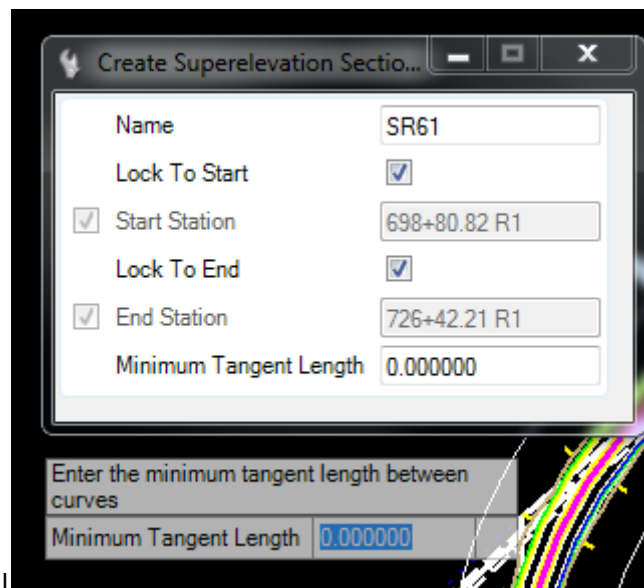 Create Superelevation Sectio...
Name SR61
Lock To Start
Start Station 698+80.82 R1
Lock To End
End Station 726+42.21 R1
Minimum Tangent Length 0.000000
Enter the minimum tangent length between
curves
Minimum Tangent Length 0.000000